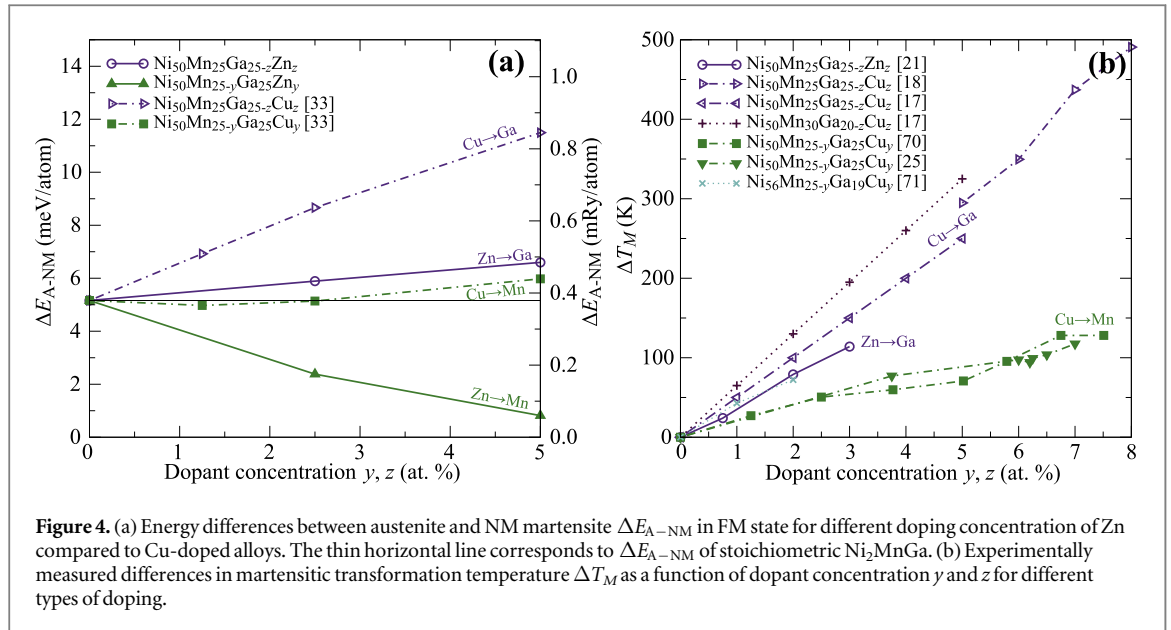 (a)
Ni50Mn25Ga25-zZnz
Ni50Mn25-yGa25Zny
Ni50Mn25Ga25-zCuz [33]
Ni50Mn25-yGa25Cuy [33]
Cu→Ga
Zn→Ga
Cu→Mn
Zn→Mn
14
12
10
8
6
4
2
0
ΔEA-NM (meV/atom)
1.0
0.8
0.6
0.4
0.2
0.0
ΔEA-NM (mRy/atom)
0 1 2 3 4 5
Dopant concentration y, z (at. %)
(b)
Ni50Mn25Ga25-zZnz [21]
Ni50Mn25Ga25-zCuz [18]
Ni50Mn25Ga25-zCuz [17]
Ni50Mn30Ga20-zCuz [17]
Ni50Mn25-yGa25Cuy [70]
Ni50Mn25-yGa25Cuy [25]
Ni56Mn25-yGa19Cuy [71]
Cu→Ga
Zn→Ga
Cu→Mn
500
400
300
200
100
0
ΔTM (K)
0 1 2 3 4 5 6 7 8
Dopant concentration y, z (at. %)
Figure 4. (a) Energy differences between austenite and NM martensite ΔEA−NM in FM state for different doping concentration of Zn
compared to Cu-doped alloys. The thin horizontal line corresponds to ΔEA−NM of stoichiometric Ni2MnGa. (b) Experimentally
measured differences in martensitic transformation temperature ΔTM as a function of dopant concentration y and z for different
types of doping.